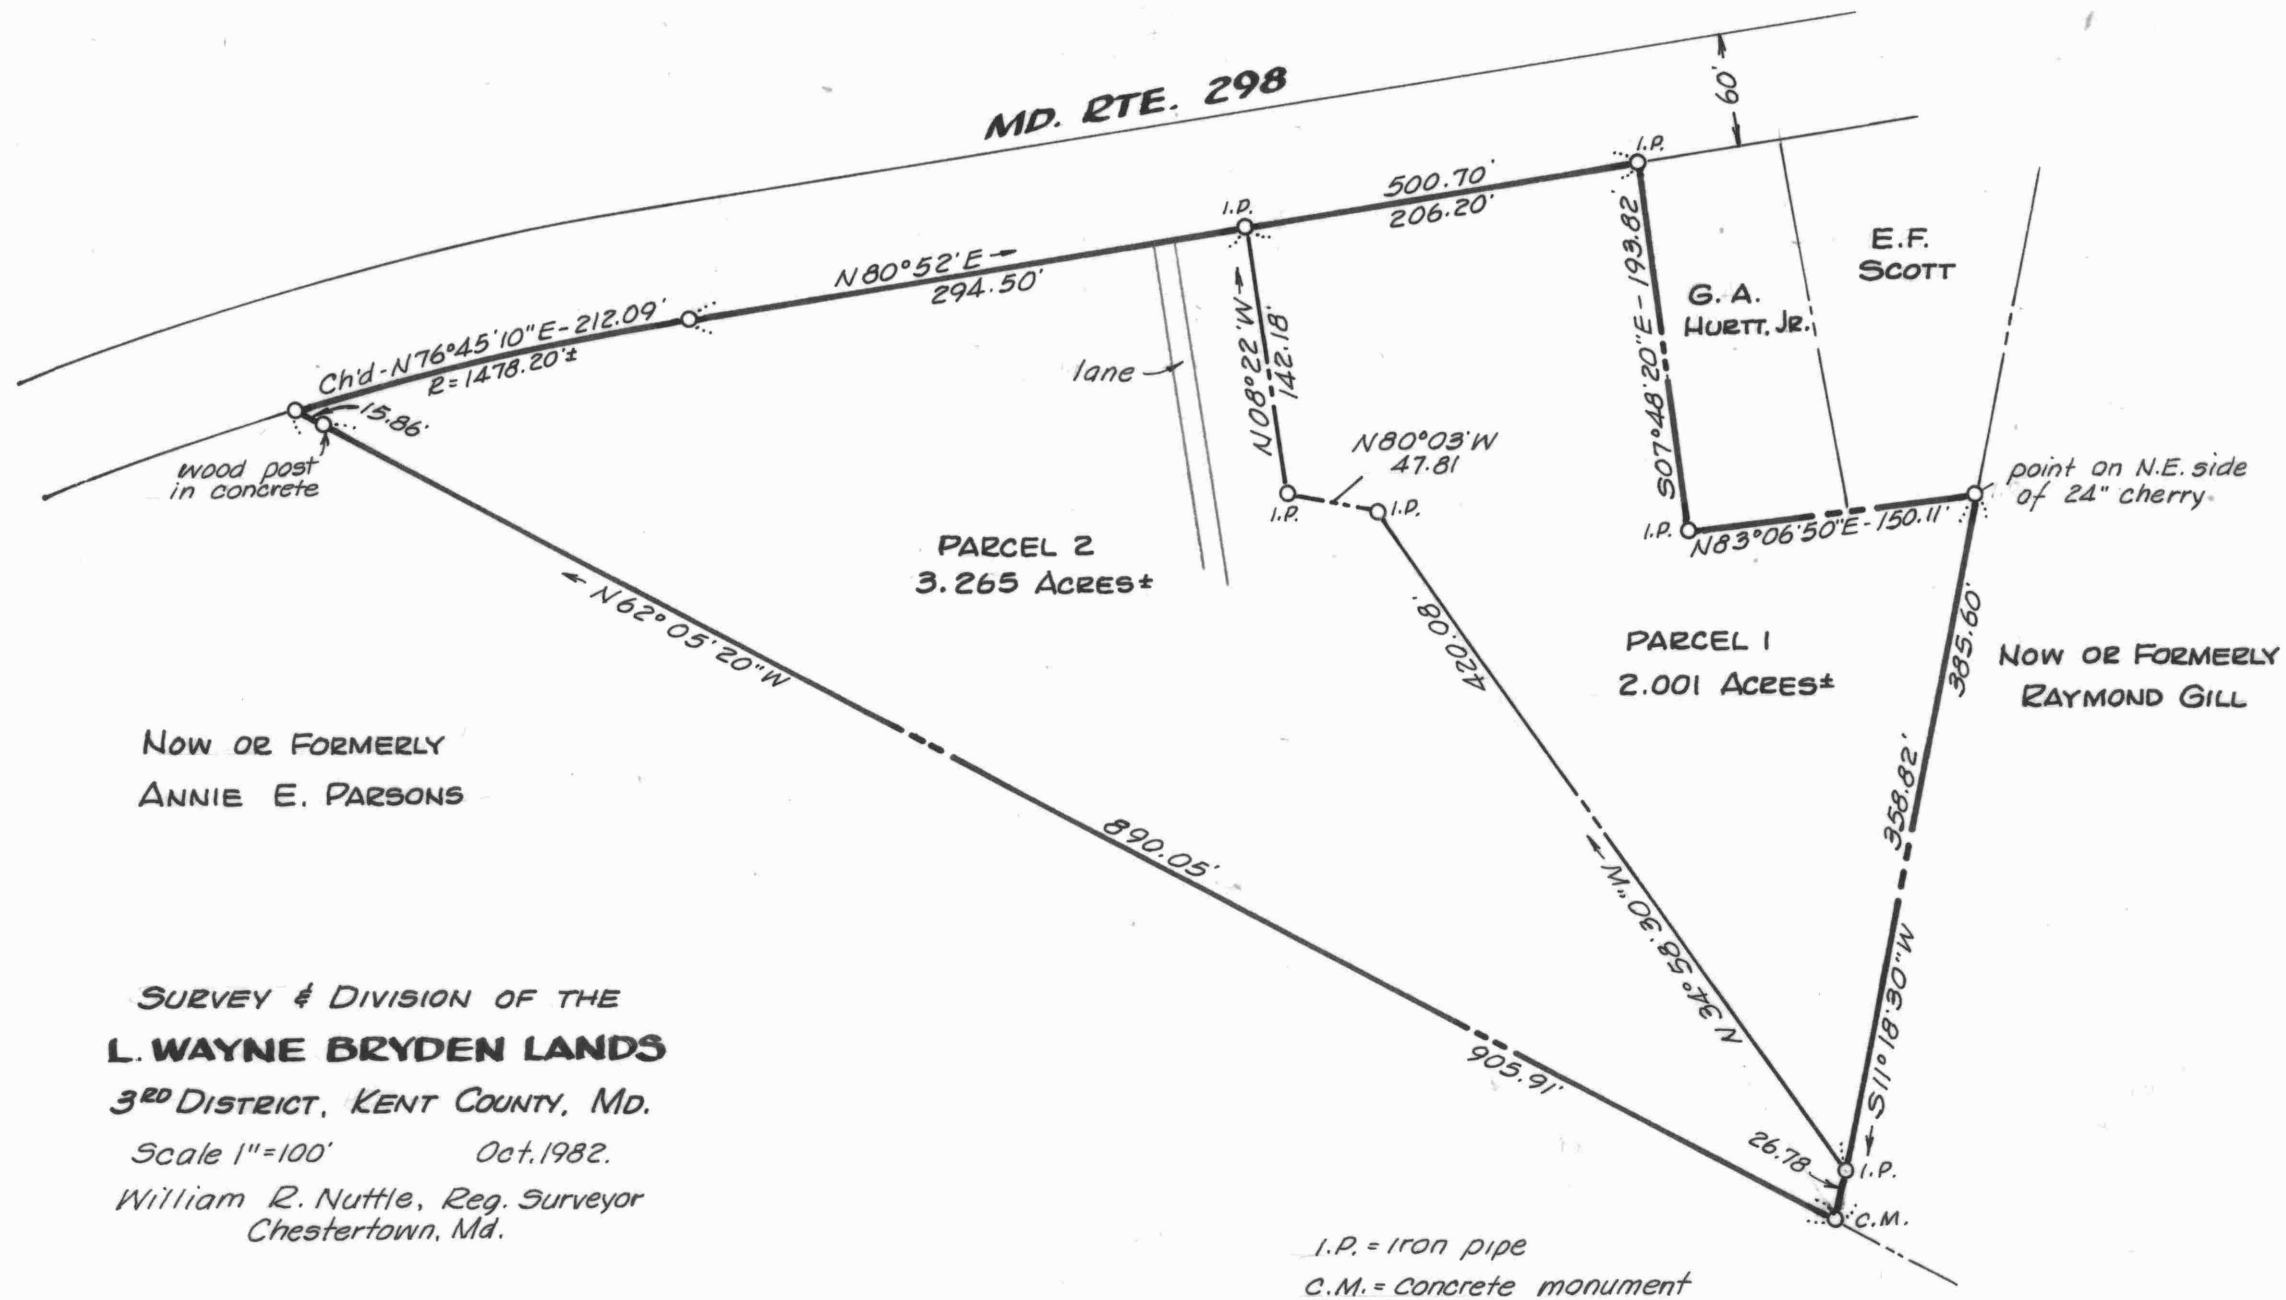 MD. RTE. 298
60'
I.P.
500.70'
206.20'
I.P.
N80°52'E
294.50'
Ch'd-N76°45'10"E-212.09'
R=1478.20'±
15.86'
wood post
in concrete
lane
N08°22'W
142.18'
N80°03'W
47.81
I.P.
I.P.
S07°48'20"E-193.82'
G. A.
HURTT, JR.
E.F.
SCOTT
I.P.
N83°06'50"E-150.11'
point on N.E. side
of 24" cherry
PARCEL 2
3.265 ACRES±
N62°05'20"W
420.08'
PARCEL 1
2.001 ACRES±
385.60'
NOW OR FORMERLY
RAYMOND GILL
NOW OR FORMERLY
ANNIE E. PARSONS
890.05'
358.82'
N34°58'30"W
S11°18'30"W
905.91'
26.78
I.P.
C.M.
SURVEY & DIVISION OF THE
L. WAYNE BRYDEN LANDS
3RD DISTRICT, KENT COUNTY, MD.
Scale 1"=100' Oct. 1982.
William R. Nuttle, Reg. Surveyor
Chestertown, Md.
I.P. = iron pipe
C.M. = concrete monument